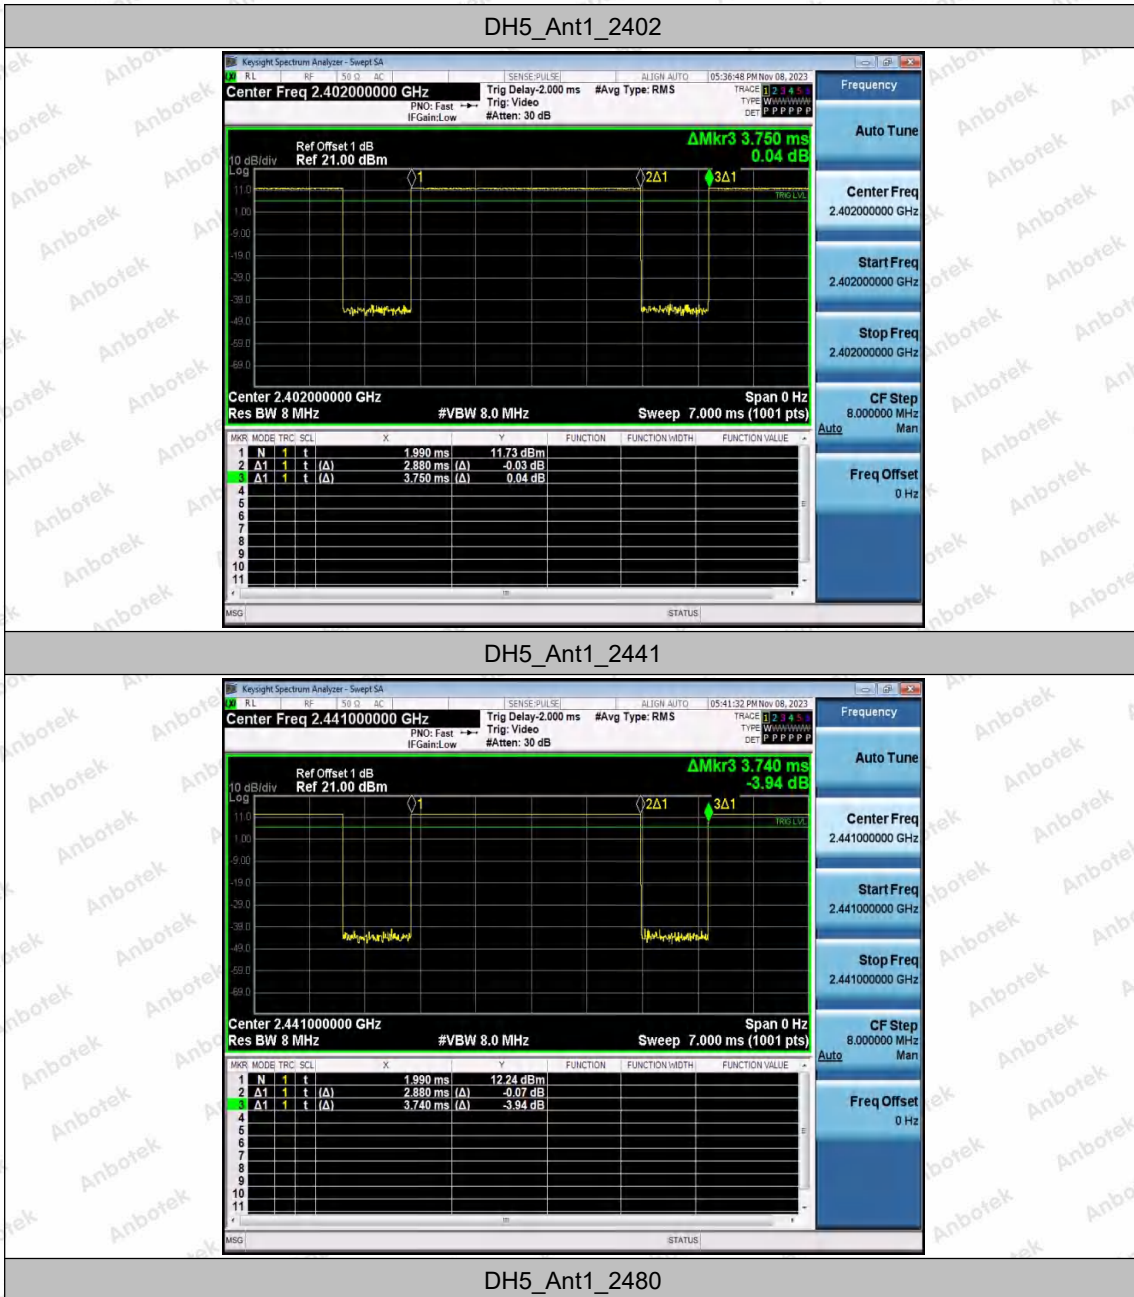 DH5_Ant1_2402
Keysight Spectrum Analyzer - Swept SA
RL RF 50 Ω AC SENSE:PULSE ALIGN AUTO 05:36:48 PM Nov 08, 2023
Center Freq 2.402000000 GHz
PNO: Fast
IFGain:Low
Trig Delay-2.000 ms
Trig: Video
#Atten: 30 dB
#Avg Type: RMS
TRACE 1 2 3 4 5 6
TYPE W
DET P P P P P P
Frequency
Auto Tune
Center Freq
2.402000000 GHz
Start Freq
2.402000000 GHz
Stop Freq
2.402000000 GHz
CF Step
8.000000 MHz
Auto Man
Freq Offset
0 Hz
ΔMkr3 3.750 ms
0.04 dB
Ref Offset 1 dB
10 dB/div Ref 21.00 dBm
Log
1 2Δ1 3Δ1
TRIG LVL
11.0
1.00
-9.00
-19.0
-29.0
-39.0
-49.0
-59.0
-69.0
Center 2.402000000 GHz Span 0 Hz
Res BW 8 MHz #VBW 8.0 MHz Sweep 7.000 ms (1001 pts)
MKR MODE TRC SCL X Y FUNCTION FUNCTION WIDTH FUNCTION VALUE
1 N 1 t 1.990 ms 11.73 dBm
2 Δ1 1 t (Δ) 2.880 ms (Δ) -0.03 dB
3 Δ1 1 t (Δ) 3.750 ms (Δ) 0.04 dB
4
5
6
7
8
9
10
11
MSG STATUS
DH5_Ant1_2441
Keysight Spectrum Analyzer - Swept SA
RL RF 50 Ω AC SENSE:PULSE ALIGN AUTO 05:41:32 PM Nov 08, 2023
Center Freq 2.441000000 GHz
PNO: Fast
IFGain:Low
Trig Delay-2.000 ms
Trig: Video
#Atten: 30 dB
#Avg Type: RMS
TRACE 1 2 3 4 5 6
TYPE W
DET P P P P P P
Frequency
Auto Tune
Center Freq
2.441000000 GHz
Start Freq
2.441000000 GHz
Stop Freq
2.441000000 GHz
CF Step
8.000000 MHz
Auto Man
Freq Offset
0 Hz
ΔMkr3 3.740 ms
-3.94 dB
Ref Offset 1 dB
10 dB/div Ref 21.00 dBm
Log
1 2Δ1 3Δ1
TRIG LVL
11.0
1.00
-9.00
-19.0
-29.0
-39.0
-49.0
-59.0
-69.0
Center 2.441000000 GHz Span 0 Hz
Res BW 8 MHz #VBW 8.0 MHz Sweep 7.000 ms (1001 pts)
MKR MODE TRC SCL X Y FUNCTION FUNCTION WIDTH FUNCTION VALUE
1 N 1 t 1.990 ms 12.24 dBm
2 Δ1 1 t (Δ) 2.880 ms (Δ) -0.07 dB
3 Δ1 1 t (Δ) 3.740 ms (Δ) -3.94 dB
4
5
6
7
8
9
10
11
MSG STATUS
DH5_Ant1_2480
Anbotek